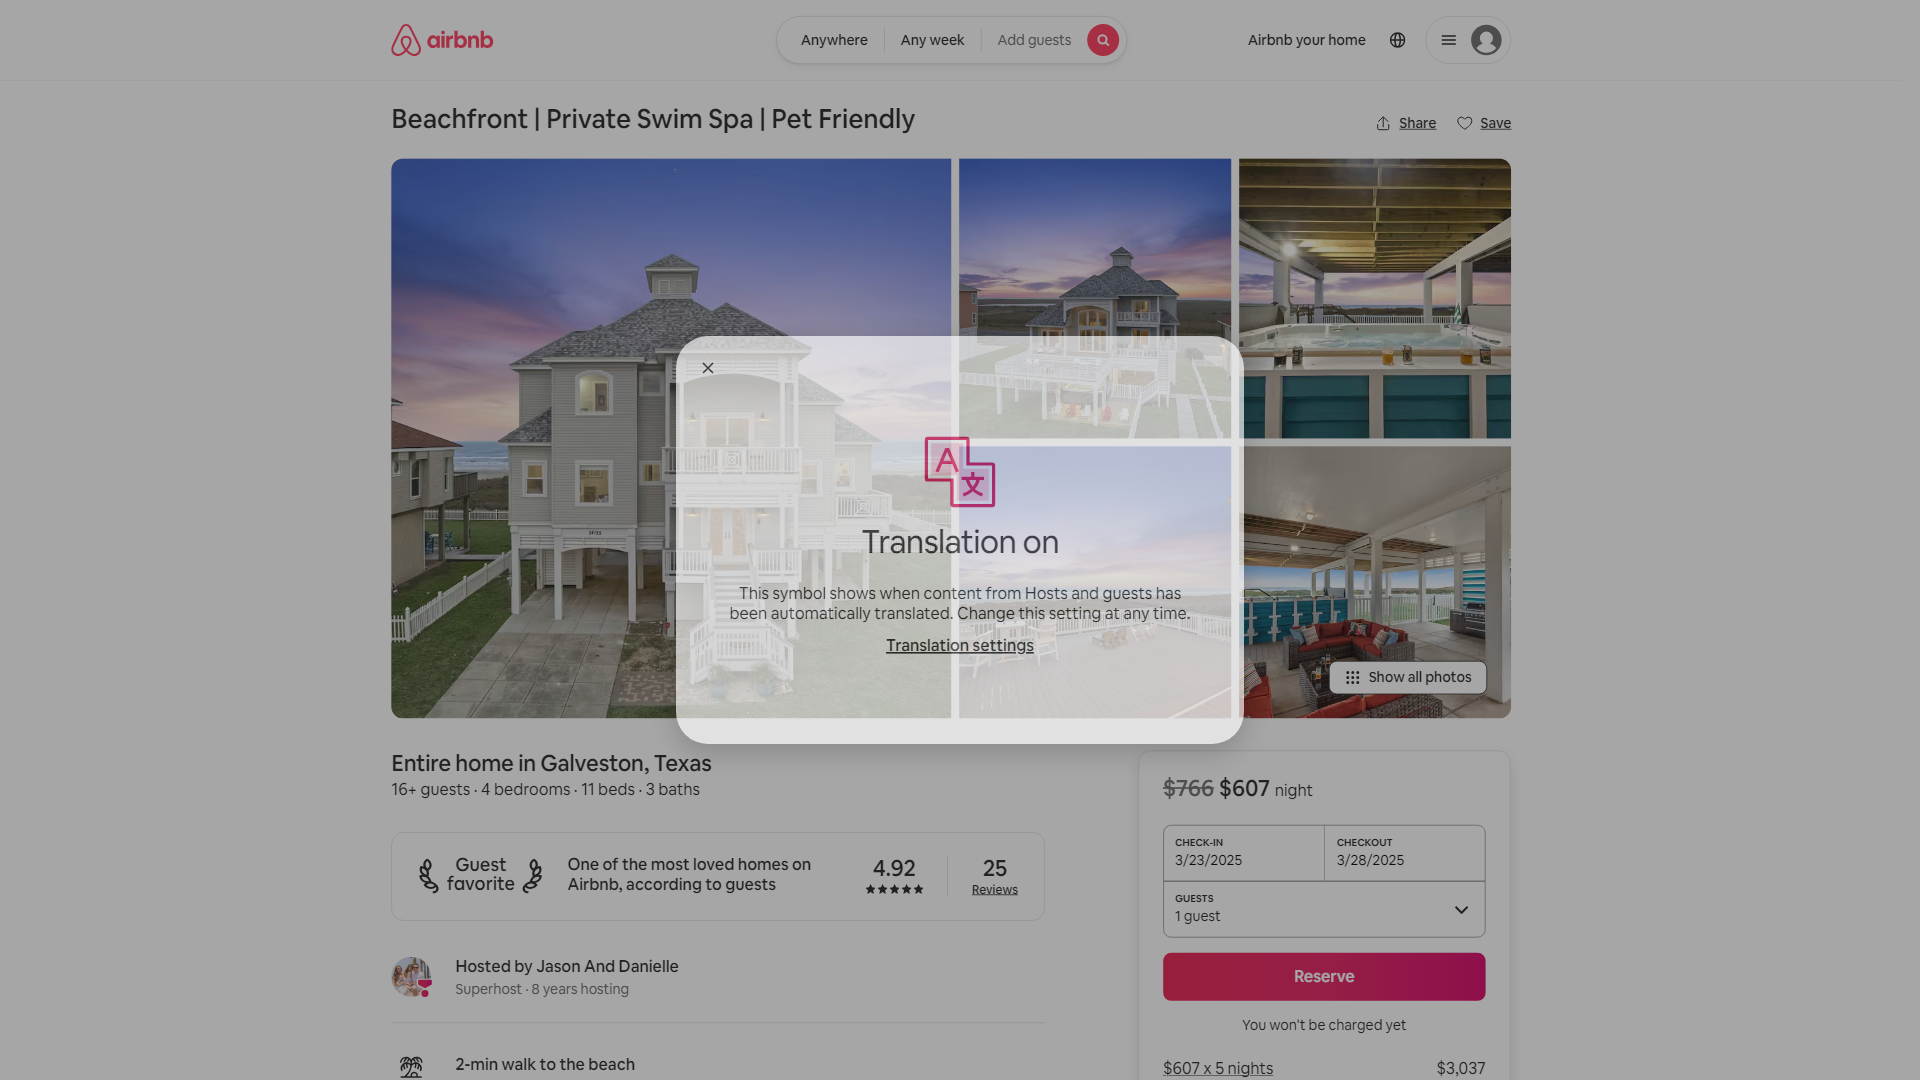 airbnb
Anywhere
Any week
Add guests
Airbnb your home
Beachfront | Private Swim Spa | Pet Friendly
Share
Save
A
文
Translation on
This symbol shows when content from Hosts and guests has
been automatically translated. Change this setting at any time.
Translation settings
Show all photos
Entire home in Galveston, Texas
16+ guests · 4 bedrooms · 11 beds · 3 baths
Guest
favorite
One of the most loved homes on
Airbnb, according to guests
4.92
25
Reviews
Hosted by Jason And Danielle
Superhost · 8 years hosting
2-min walk to the beach
$766 $607 night
CHECK-IN
3/23/2025
CHECKOUT
3/28/2025
GUESTS
1 guest
Reserve
You won't be charged yet
$607 x 5 nights
$3,037